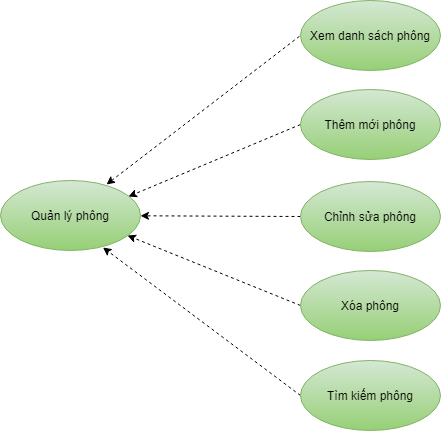 Xem danh sách phông
Thêm mới phông
Quản lý phông
Chỉnh sửa phông
Xóa phông
Tìm kiếm phông